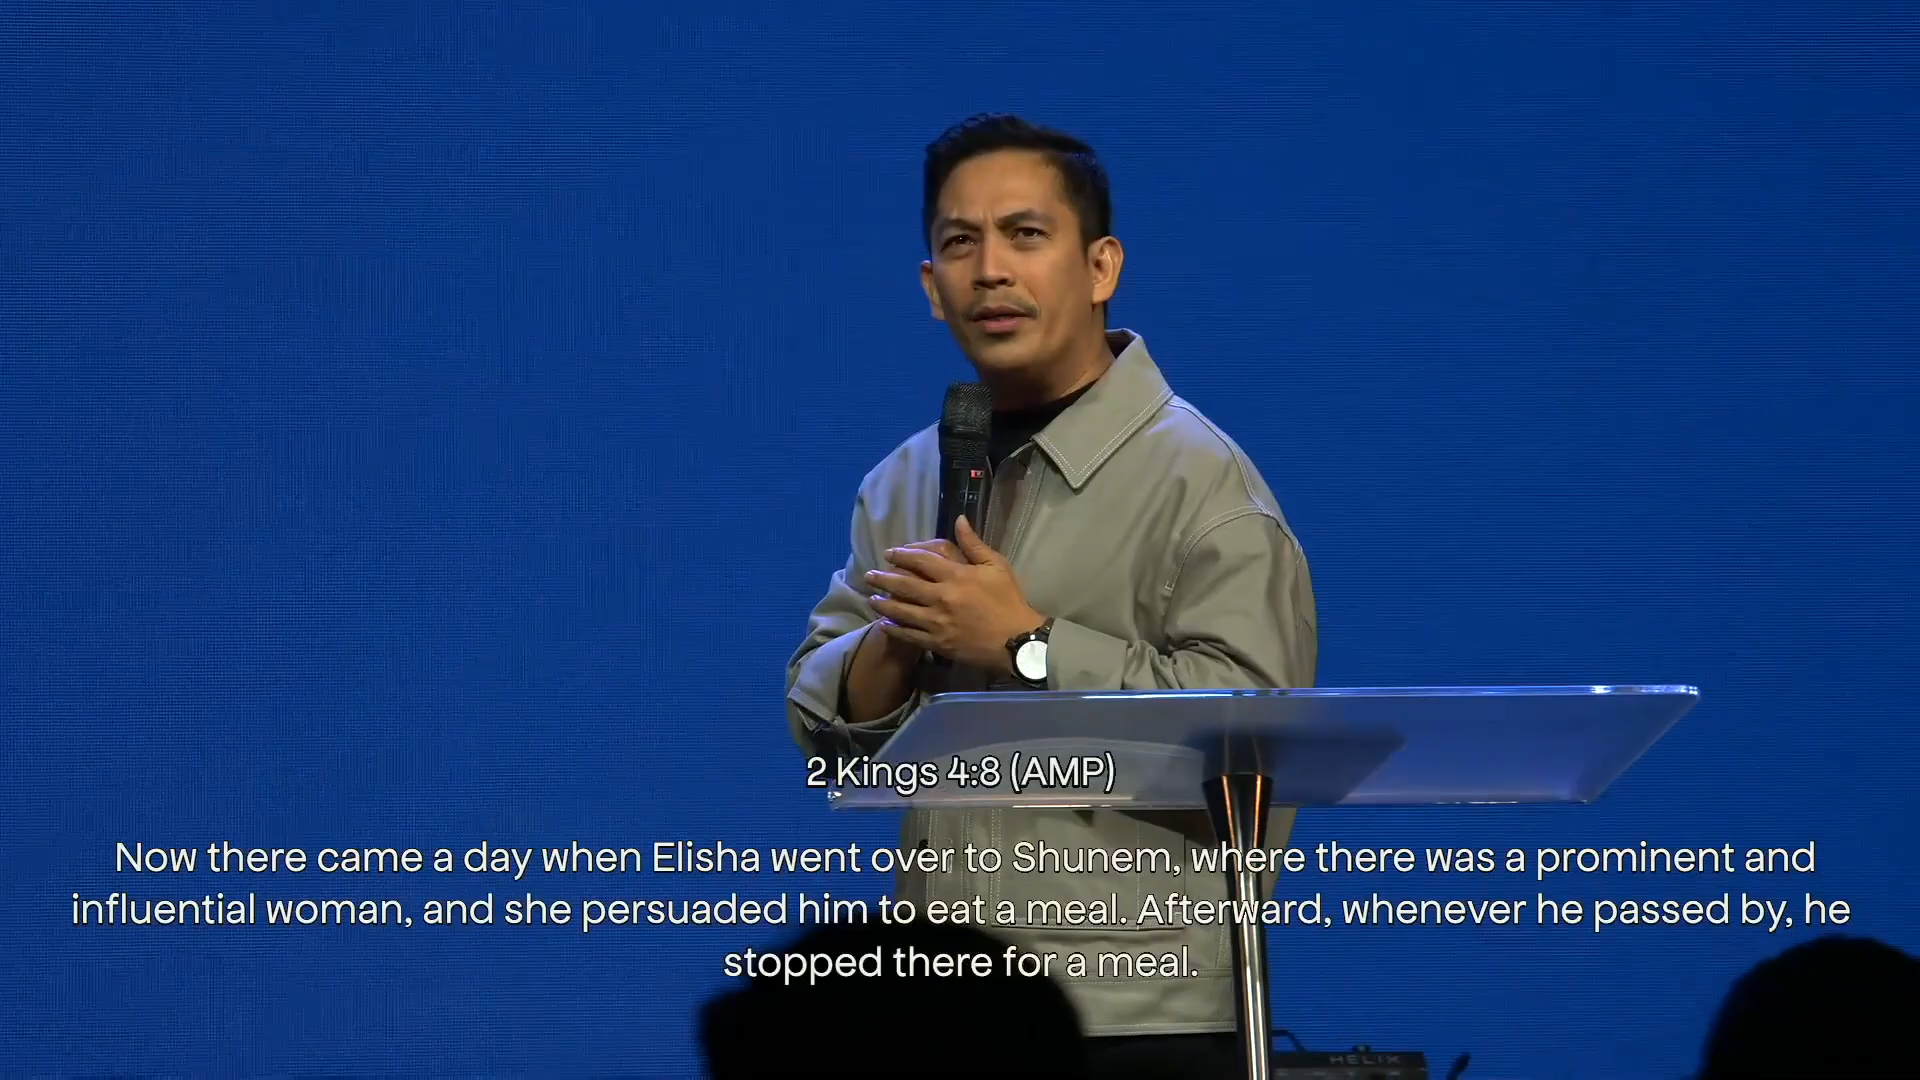 2 Kings 4:8 (AMP)
Now there came a day when Elisha went over to Shunem, where there was a prominent and
influential woman, and she persuaded him to eat a meal. Afterward, whenever he passed by, he
stopped there for a meal.
HELIX